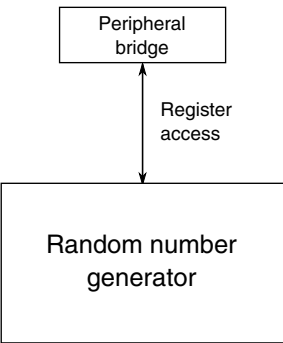 Peripheral
bridge
Register
access
Random number
generator